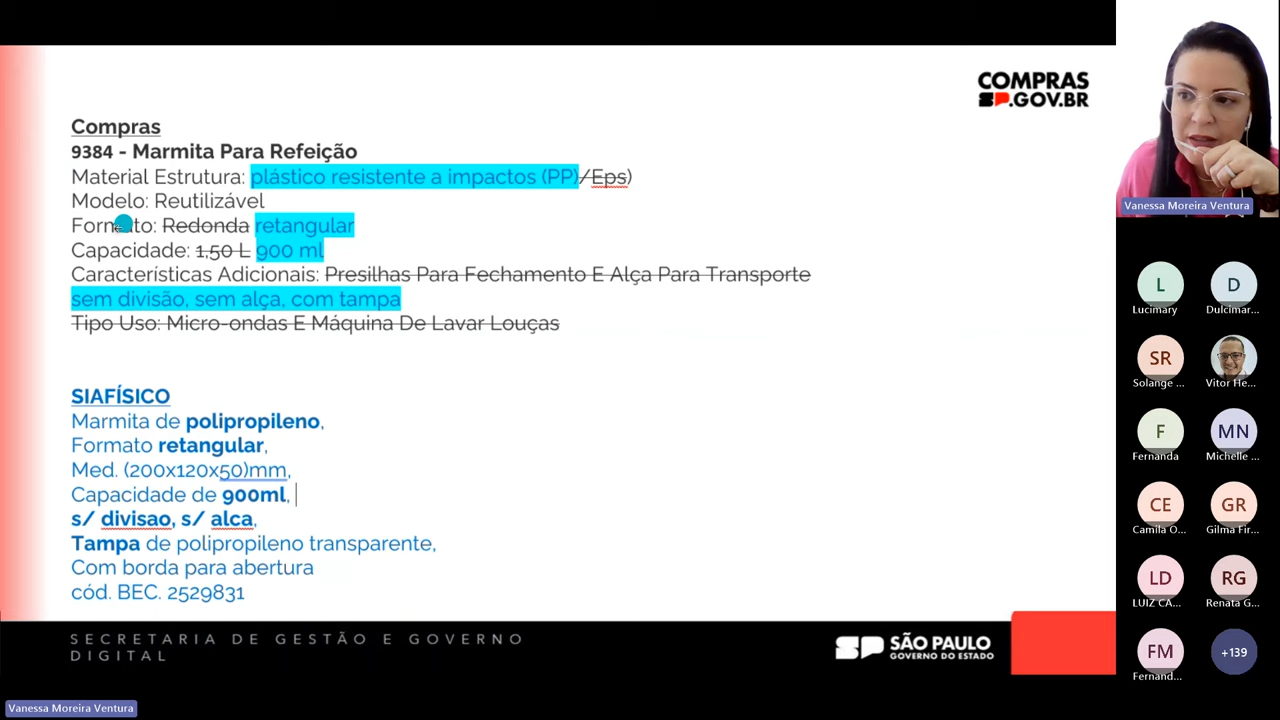 COMPRAS
SP.GOV.BR
Compras
9384 - Marmita Para Refeição
Material Estrutura: plástico resistente a impactos (PP)/Eps)
Modelo: Reutilizável
Formato: Redonda retangular
Capacidade: 1,50 L 900 ml
Características Adicionais: Presilhas Para Fechamento E Alça Para Transporte
sem divisão, sem alça, com tampa
Tipo Uso: Micro-ondas E Máquina De Lavar Louças
SIAFÍSICO
Marmita de polipropileno,
Formato retangular,
Med. (200x120x50)mm,
Capacidade de 900ml,
s/ divisao, s/ alca,
Tampa de polipropileno transparente,
Com borda para abertura
cód. BEC. 2529831
SECRETARIA DE GESTÃO E GOVERNO
DIGITAL
SP SÃO PAULO
GOVERNO DO ESTADO
Vanessa Moreira Ventura
Vanessa Moreira Ventura
L
Lucimary
D
Dulcimar...
SR
Solange ...
Vitor He...
F
Fernanda
MN
Michelle ...
CE
Camila O...
GR
Gilma Fir...
LD
LUIZ CA...
RG
Renata G...
FM
Fernand...
+139